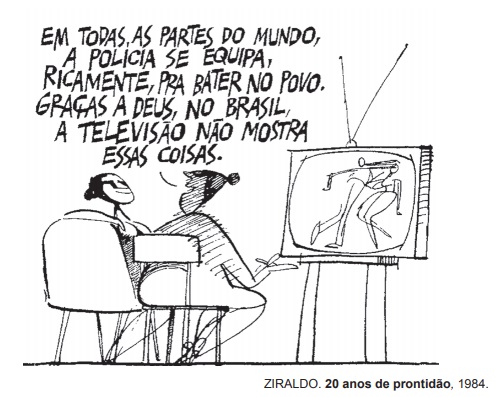 EM TODAS, AS PARTES DO MUNDO,
A POLÍCIA SE EQUIPA,
RICAMENTE, PRA BATER NO POVO.
GRAÇAS A DEUS, NO BRASIL,
A TELEVISÃO NÃO MOSTRA
ESSAS COISAS.
ZIRALDO. 20 anos de prontidão, 1984.